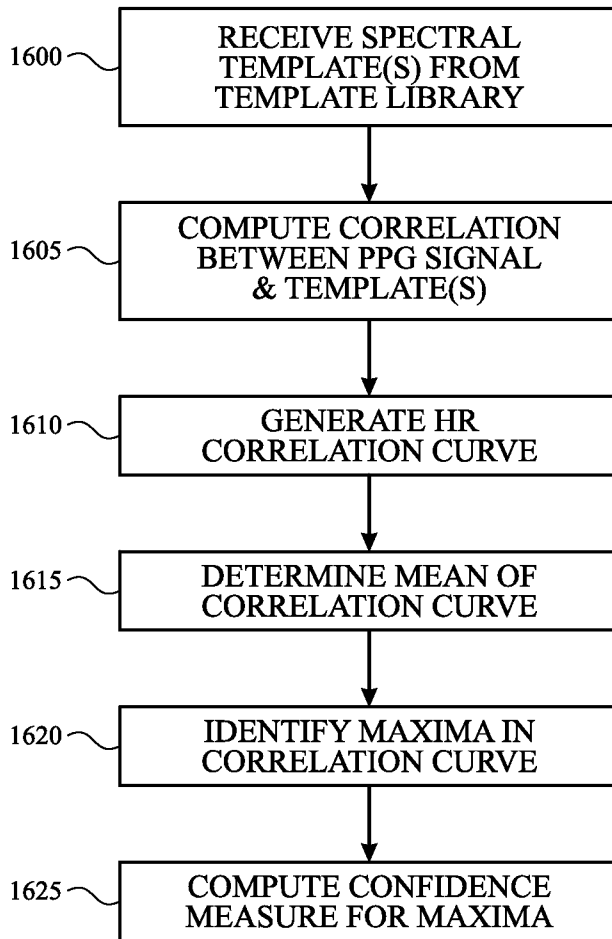 1600
RECEIVE SPECTRAL
TEMPLATE(S) FROM
TEMPLATE LIBRARY
1605
COMPUTE CORRELATION
BETWEEN PPG SIGNAL
& TEMPLATE(S)
1610
GENERATE HR
CORRELATION CURVE
1615
DETERMINE MEAN OF
CORRELATION CURVE
1620
IDENTIFY MAXIMA IN
CORRELATION CURVE
1625
COMPUTE CONFIDENCE
MEASURE FOR MAXIMA